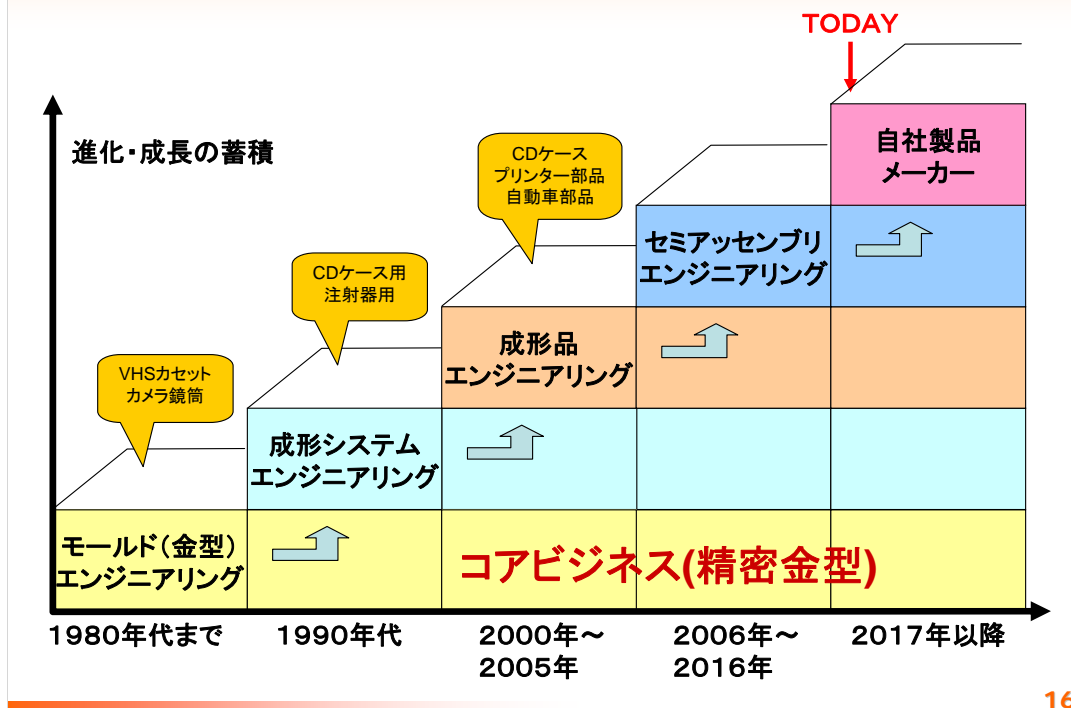 TODAY
進化・成長の蓄積
CDケース
プリンター部品
自動車部品
自社製品
メーカー
セミアッセンブリ
エンジニアリング
CDケース用
注射器用
成形品
エンジニアリング
VHSカセット
カメラ鏡筒
成形システム
エンジニアリング
モールド（金型）
エンジニアリング
コアビジネス(精密金型)
1980年代まで
1990年代
2000年～
2005年
2006年～
2016年
2017年以降
16